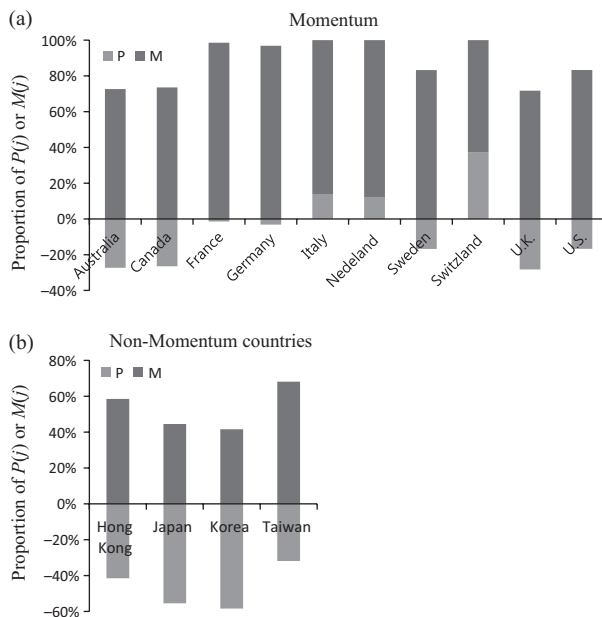 (a)
Momentum
P M
Proportion of P(j) or M(j)
100%
80%
60%
40%
20%
0%
–20%
–40%
Australia
Canada
France
Germany
Italy
Nedeland
Sweden
Switzland
U.K.
U.S.
(b)
Non-Momentum countries
P M
Proportion of P(j) or M(j)
80%
60%
40%
20%
0%
–20%
–40%
–60%
Hong Kong
Japan
Korea
Taiwan